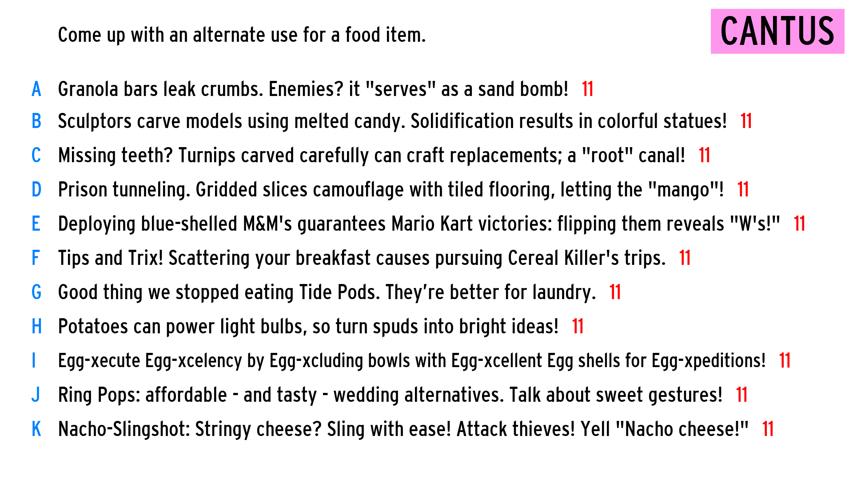 Come up with an alternate use for a food item.
CANTUS
A Granola bars leak crumbs. Enemies? it "serves" as a sand bomb! 11
B Sculptors carve models using melted candy. Solidification results in colorful statues! 11
C Missing teeth? Turnips carved carefully can craft replacements; a "root" canal! 11
D Prison tunneling. Gridded slices camouflage with tiled flooring, letting the "mango"! 11
E Deploying blue-shelled M&M's guarantees Mario Kart victories: flipping them reveals "W's!" 11
F Tips and Trix! Scattering your breakfast causes pursuing Cereal Killer's trips. 11
G Good thing we stopped eating Tide Pods. They’re better for laundry. 11
H Potatoes can power light bulbs, so turn spuds into bright ideas! 11
I Egg-xecute Egg-xcelency by Egg-xcluding bowls with Egg-xcellent Egg shells for Egg-xpeditions! 11
J Ring Pops: affordable - and tasty - wedding alternatives. Talk about sweet gestures! 11
K Nacho-Slingshot: Stringy cheese? Sling with ease! Attack thieves! Yell "Nacho cheese!" 11